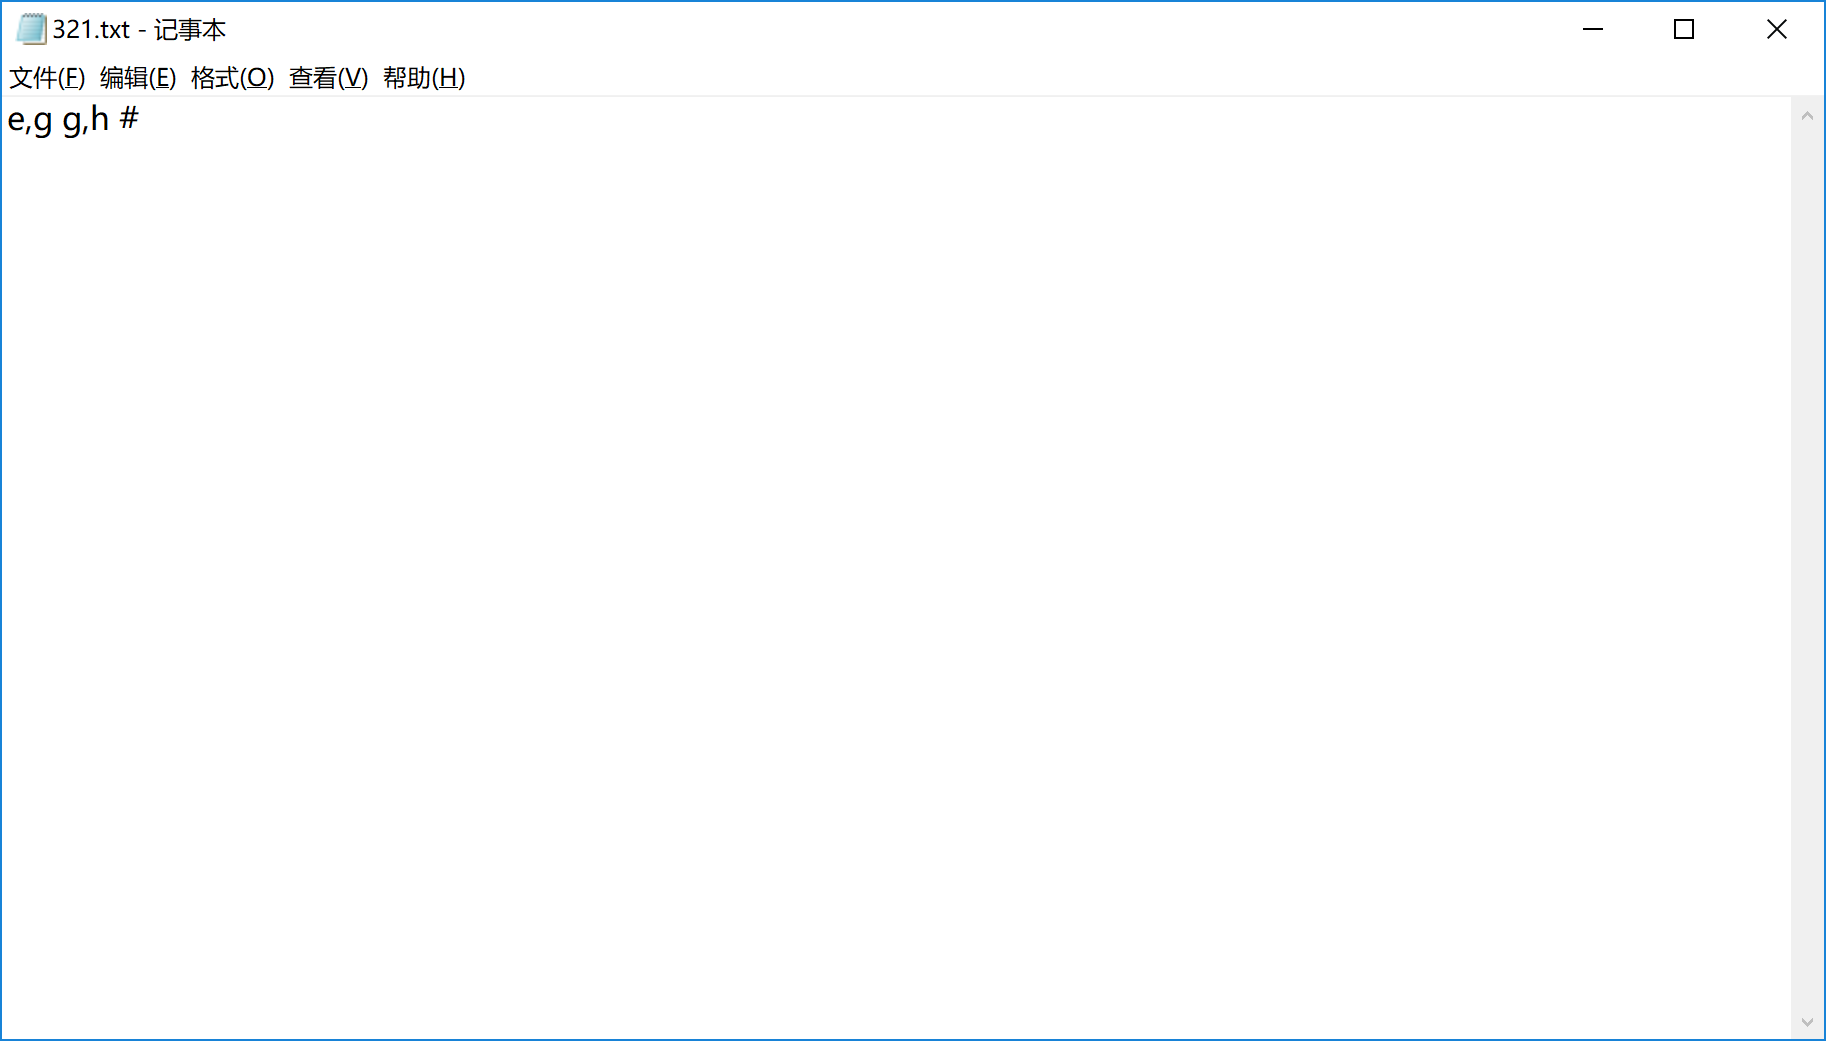 321.txt - 记事本
文件(F) 编辑(E) 格式(O) 查看(V) 帮助(H)
e,g g,h #